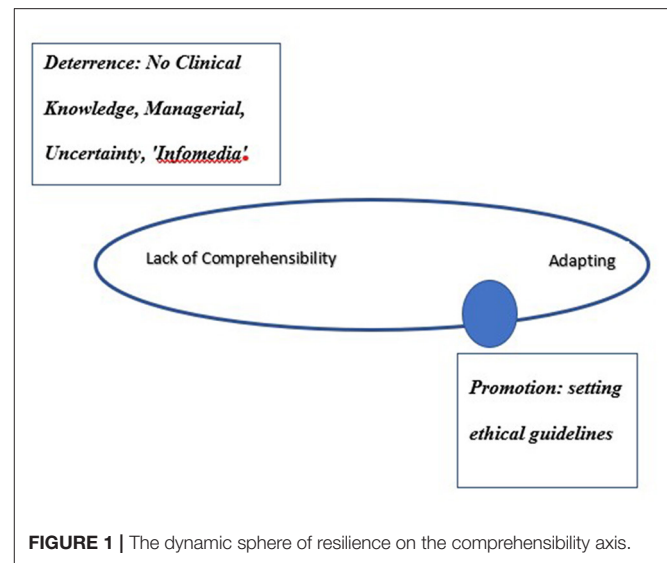 Deterrence: No Clinical
Knowledge, Managerial,
Uncertainty, 'Infomedia'.
Lack of Comprehensibility
Adapting
Promotion: setting
ethical guidelines
FIGURE 1 | The dynamic sphere of resilience on the comprehensibility axis.